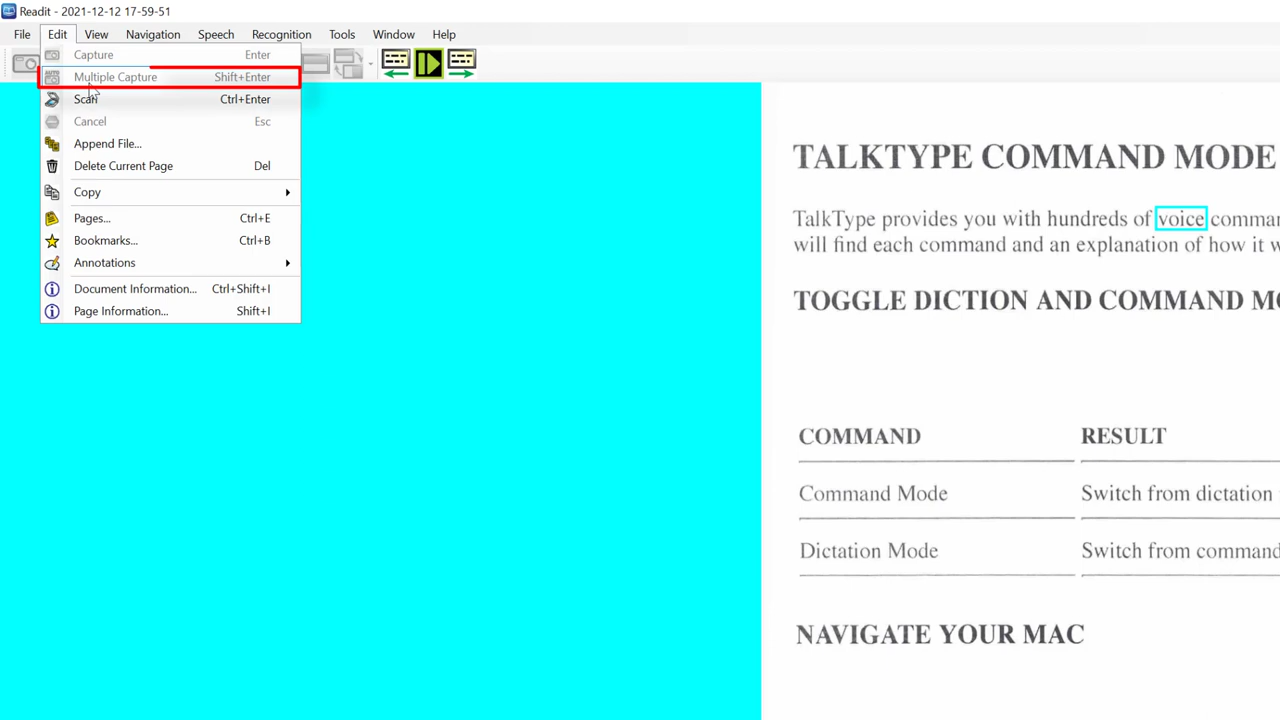 Readit - 2021-12-12 17-59-51
File Edit View Navigation Speech Recognition Tools Window Help
Capture Enter
AUTO
Multiple Capture Shift+Enter
Scan Ctrl+Enter
Cancel Esc
Append File...
Delete Current Page Del
Copy
Pages... Ctrl+E
Bookmarks... Ctrl+B
Annotations
Document Information... Ctrl+Shift+I
Page Information... Shift+I
TALKTYPE COMMAND MODE
TalkType provides you with hundreds of voice comman
will find each command and an explanation of how it w
TOGGLE DICTION AND COMMAND MO
COMMAND RESULT
Command Mode Switch from dictation
Dictation Mode Switch from command
NAVIGATE YOUR MAC